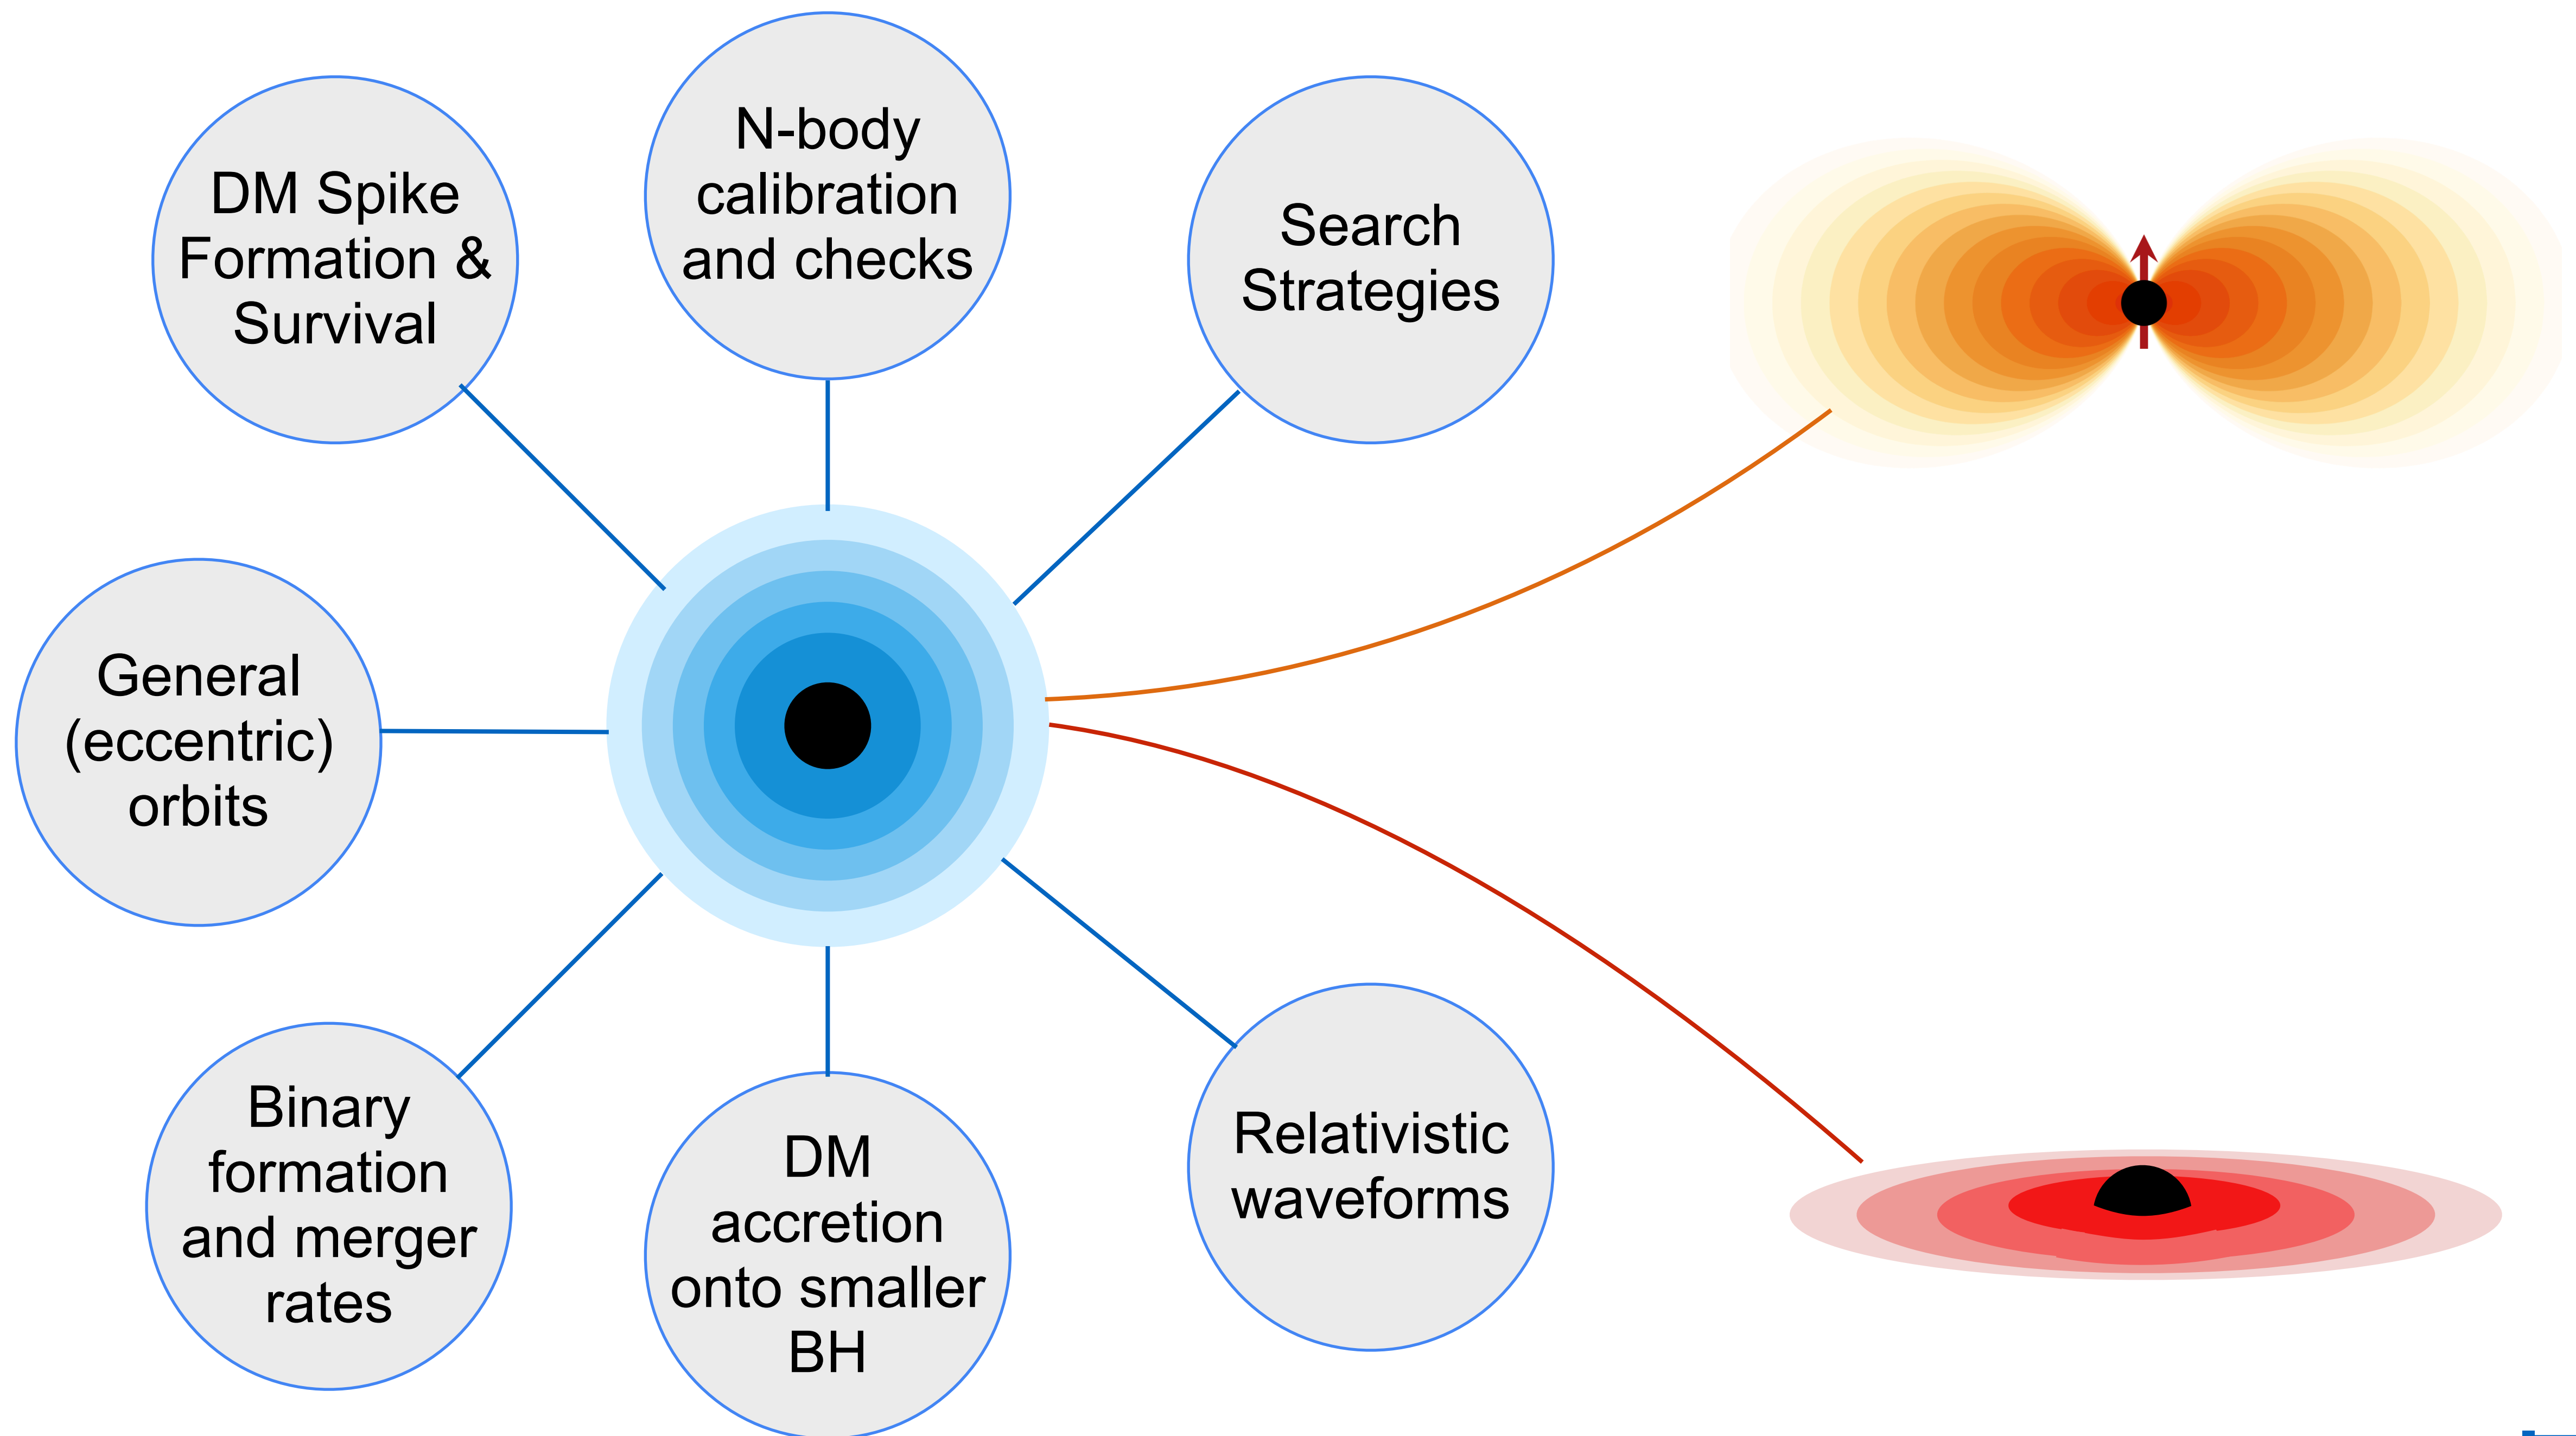 DM Spike
Formation &
Survival
N-body
calibration
and checks
Search
Strategies
General
(eccentric)
orbits
Binary
formation
and merger
rates
DM
accretion
onto smaller
BH
Relativistic
waveforms